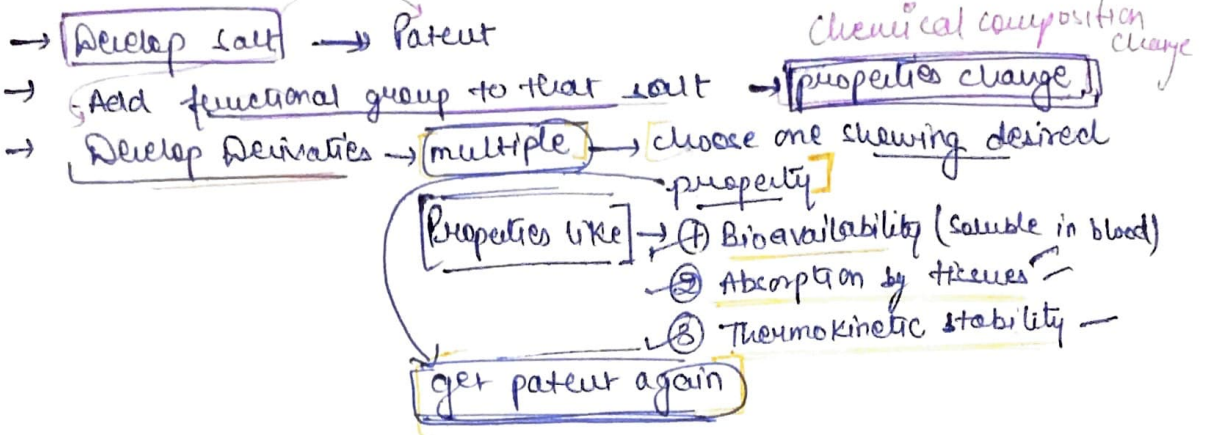 → Develop salt → Patent
Chemical composition
change
→ Add functional group to that salt → properties change
→ Develop Derivaties → multiple → choose one showing desired
property
Properties like → ① Bioavailability (soluble in blood)
② Absorption by tissues
③ Thermokinetic stability
get patent again